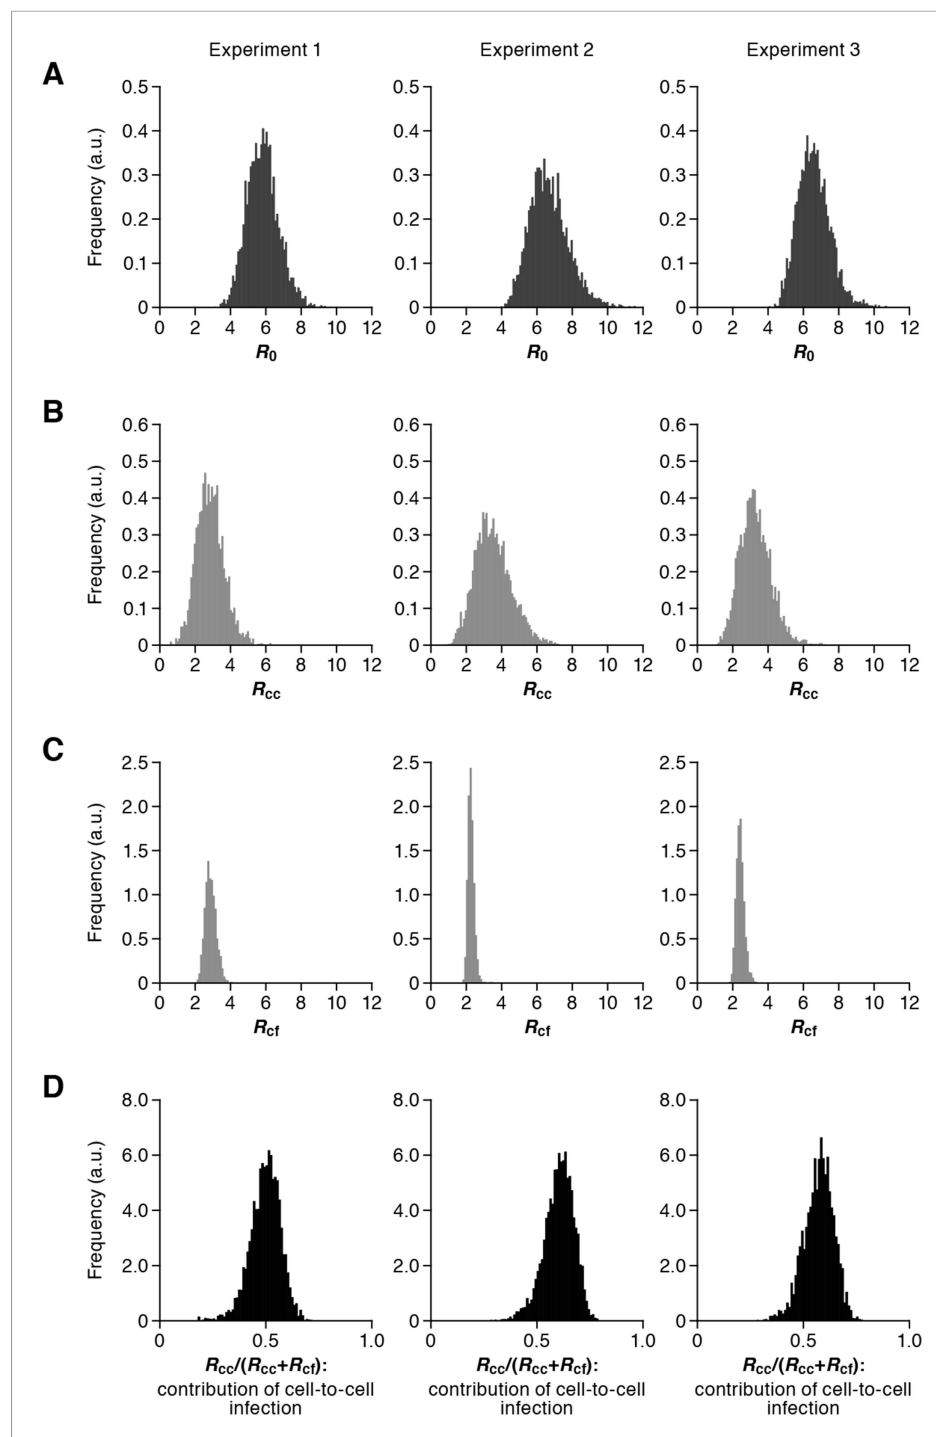 Experiment 1 Experiment 2 Experiment 3
A
0.5 0.5 0.5
0.4 0.4 0.4
0.3 0.3 0.3
0.2 0.2 0.2
0.1 0.1 0.1
0 0 0
Frequency (a.u.)
0 2 4 6 8 10 12 0 2 4 6 8 10 12 0 2 4 6 8 10 12
R0 R0 R0
B
0.6 0.6 0.6
0.5 0.5 0.5
0.4 0.4 0.4
0.3 0.3 0.3
0.2 0.2 0.2
0.1 0.1 0.1
0 0 0
Frequency (a.u.)
0 2 4 6 8 10 12 0 2 4 6 8 10 12 0 2 4 6 8 10 12
Rcc Rcc Rcc
C
2.5 2.5 2.5
2.0 2.0 2.0
1.5 1.5 1.5
1.0 1.0 1.0
0.5 0.5 0.5
0 0 0
Frequency (a.u.)
0 2 4 6 8 10 12 0 2 4 6 8 10 12 0 2 4 6 8 10 12
Rcf Rcf Rcf
D
8.0 8.0 8.0
6.0 6.0 6.0
4.0 4.0 4.0
2.0 2.0 2.0
0 0 0
Frequency (a.u.)
0 0.5 1.0 0 0.5 1.0 0 0.5 1.0
Rcc/(Rcc+Rcf): Rcc/(Rcc+Rcf): Rcc/(Rcc+Rcf):
contribution of cell-to-cell contribution of cell-to-cell contribution of cell-to-cell
infection infection infection